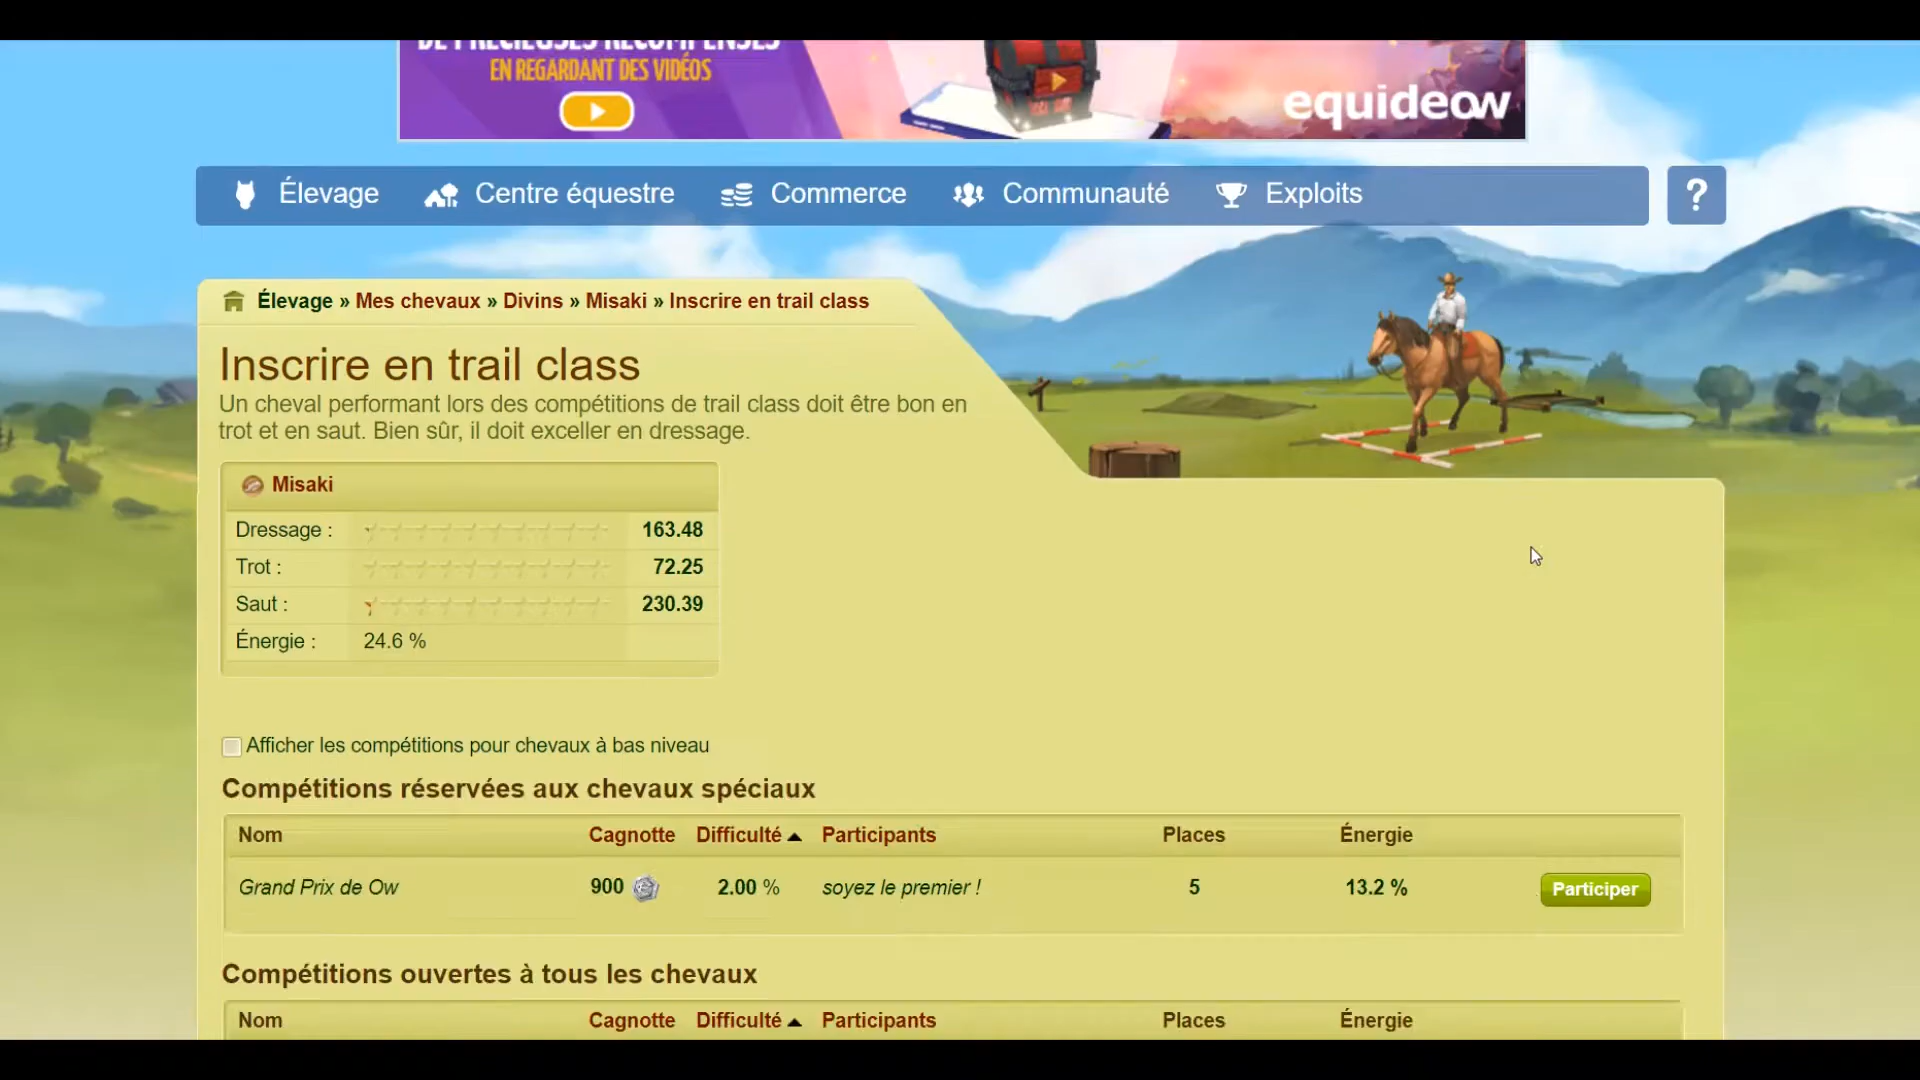 DE PRÉCIEUSES RÉCOMPENSES
EN REGARDANT DES VIDÉOS
equideow
Élevage
Centre équestre
Commerce
Communauté
Exploits
?
Élevage » Mes chevaux » Divins » Misaki » Inscrire en trail class
Inscrire en trail class
Un cheval performant lors des compétitions de trail class doit être bon en
trot et en saut. Bien sûr, il doit exceller en dressage.
Misaki
Dressage : 163.48
Trot : 72.25
Saut : 230.39
Énergie : 24.6 %
Afficher les compétitions pour chevaux à bas niveau
Compétitions réservées aux chevaux spéciaux
Nom Cagnotte Difficulté Participants Places Énergie
Grand Prix de Ow 900 2.00 % soyez le premier ! 5 13.2 % Participer
Compétitions ouvertes à tous les chevaux
Nom Cagnotte Difficulté Participants Places Énergie